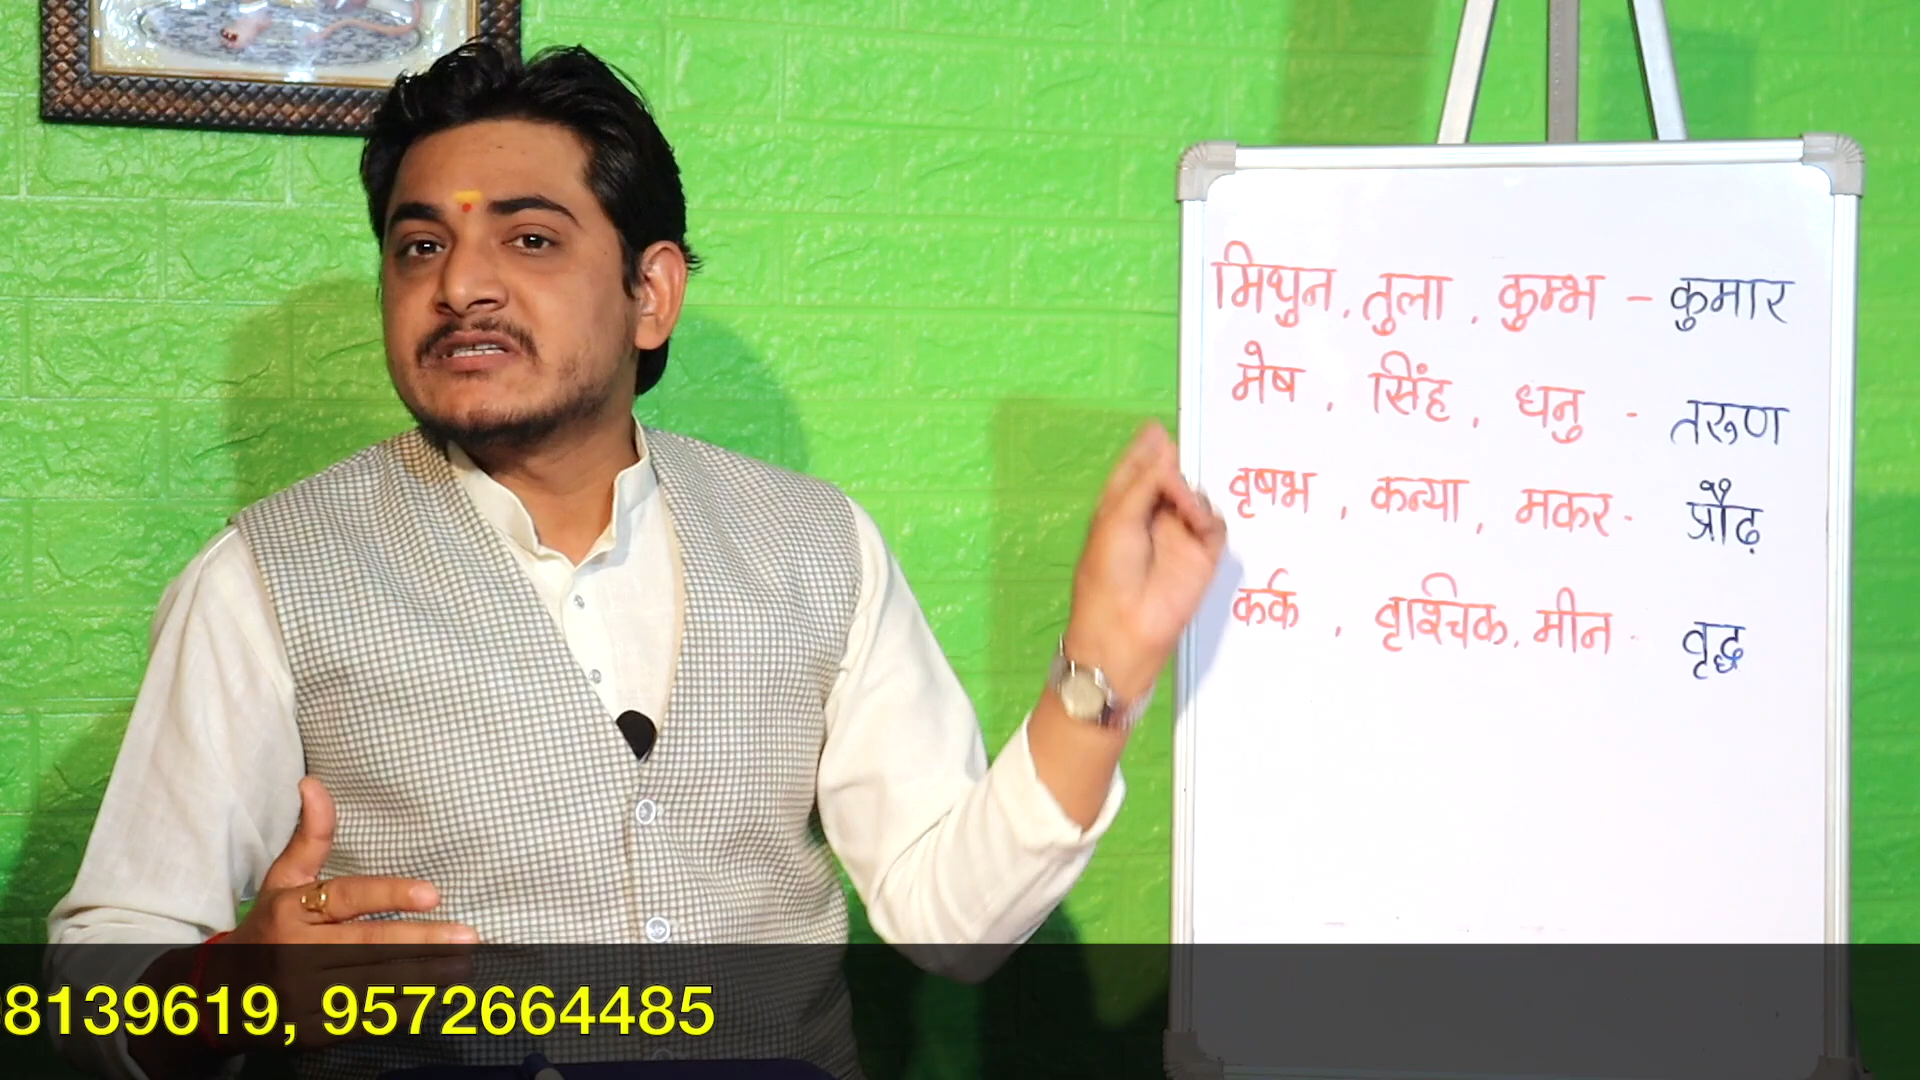 मिथुन, तुला, कुम्भ - कुमार
मेष, सिंह, धनु - तरूण
वृषभ, कन्या, मकर - प्रौढ़
कर्क, वृश्चिक, मीन - वृद्ध
8139619, 9572664485